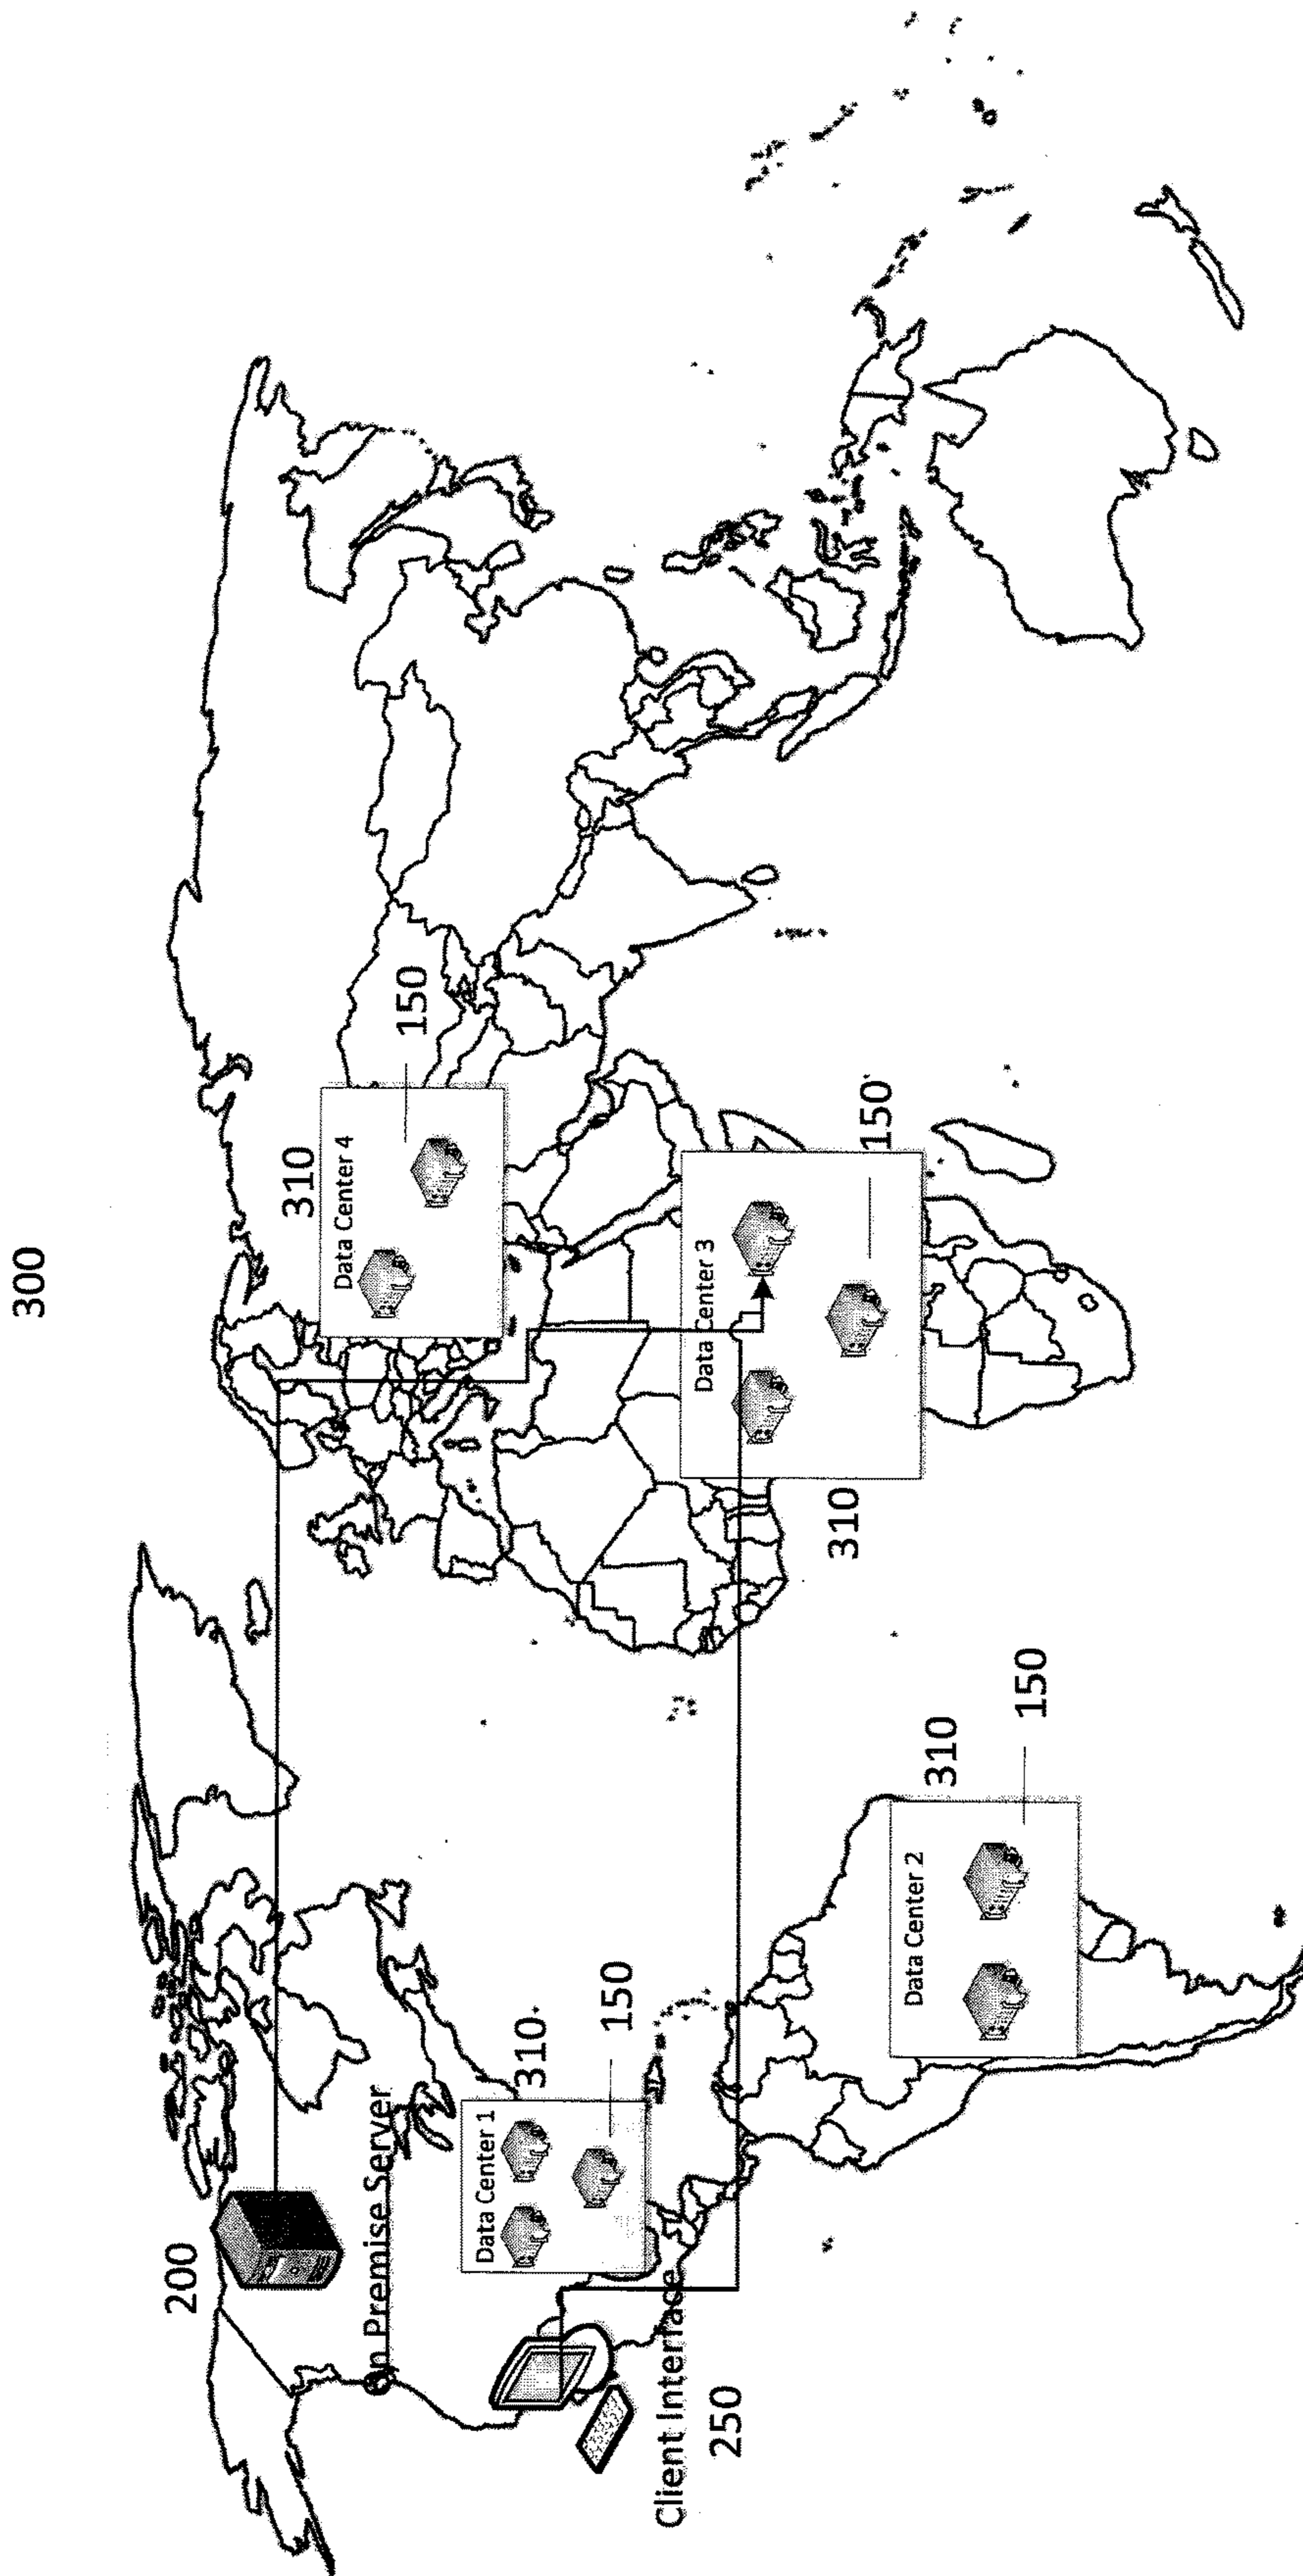 300
200
On Premise Server
310
Data Center 4
150
Data Center 1
310
150
Client Interface
250
Data Center 3
150
310
Data Center 2
310
150